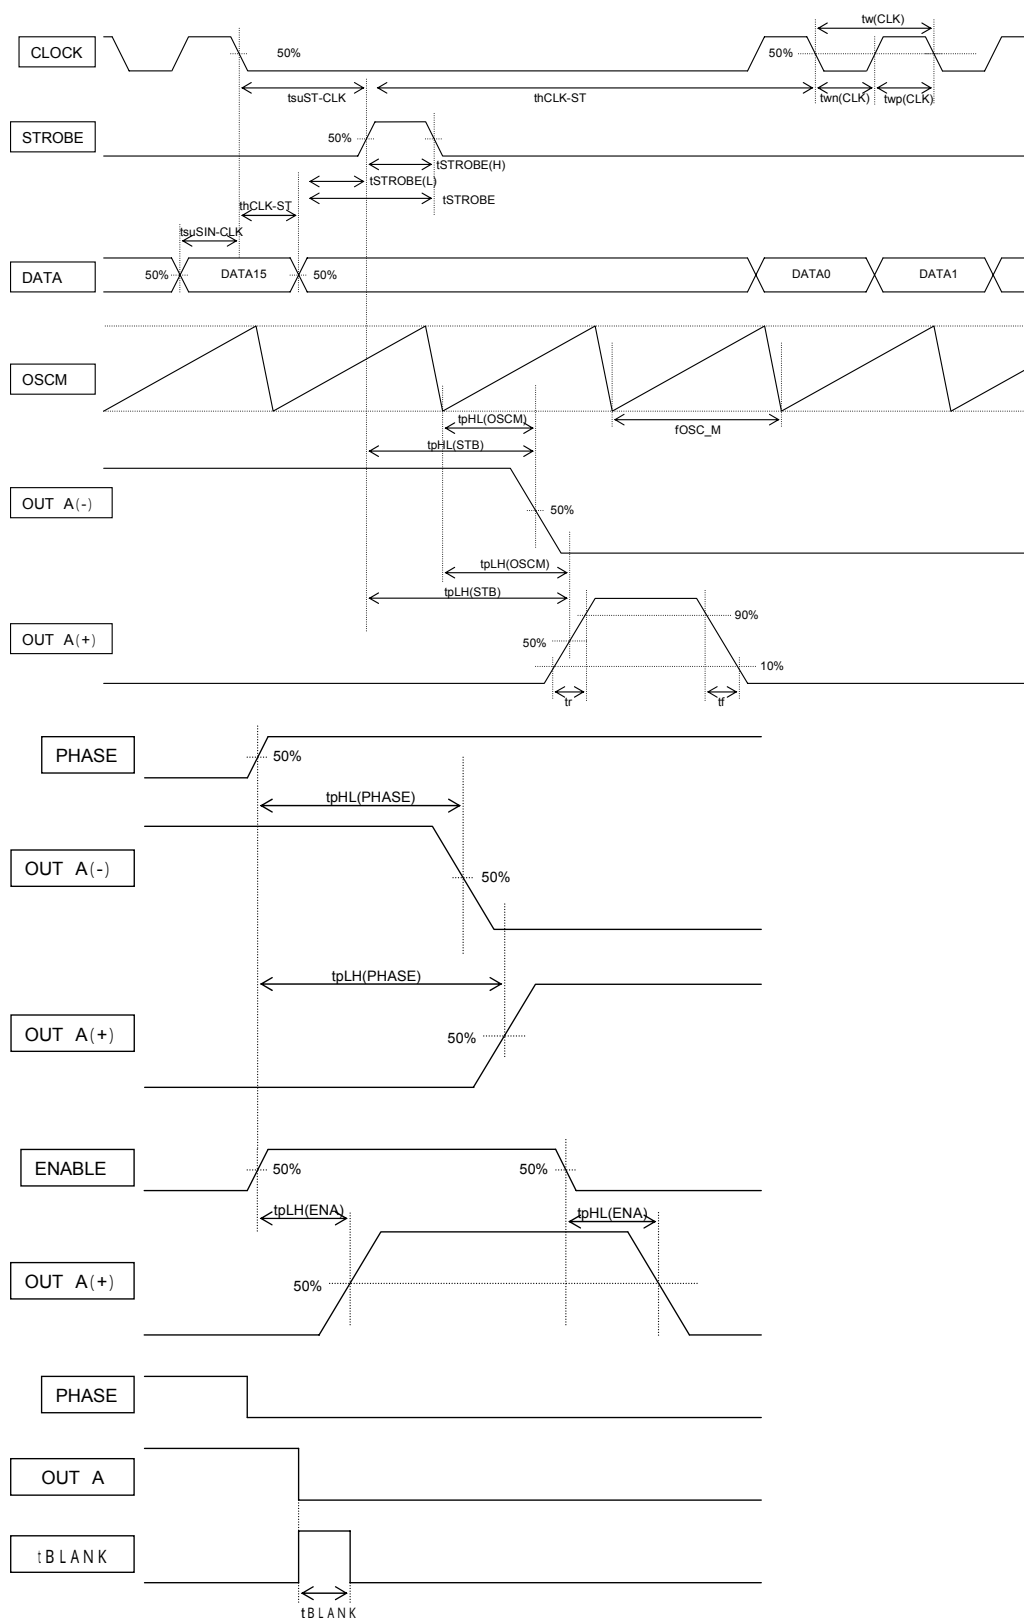 tw(CLK)
CLOCK
50%
50%
tsuST-CLK
thCLK-ST
twn(CLK)
twp(CLK)
STROBE
50%
tSTROBE(H)
tSTROBE(L)
tSTROBE
thCLK-ST
tsuSIN-CLK
DATA
50%
DATA15
50%
DATA0
DATA1
OSCM
tpHL(OSCM)
fOSC_M
tpHL(STB)
OUT A(-)
50%
tpLH(OSCM)
tpLH(STB)
90%
OUT A(+)
50%
10%
tr
tf
PHASE
50%
tpHL(PHASE)
OUT A(-)
50%
tpLH(PHASE)
OUT A(+)
50%
ENABLE
50%
50%
tpLH(ENA)
tpHL(ENA)
OUT A(+)
50%
PHASE
OUT A
tBLANK
tBLANK